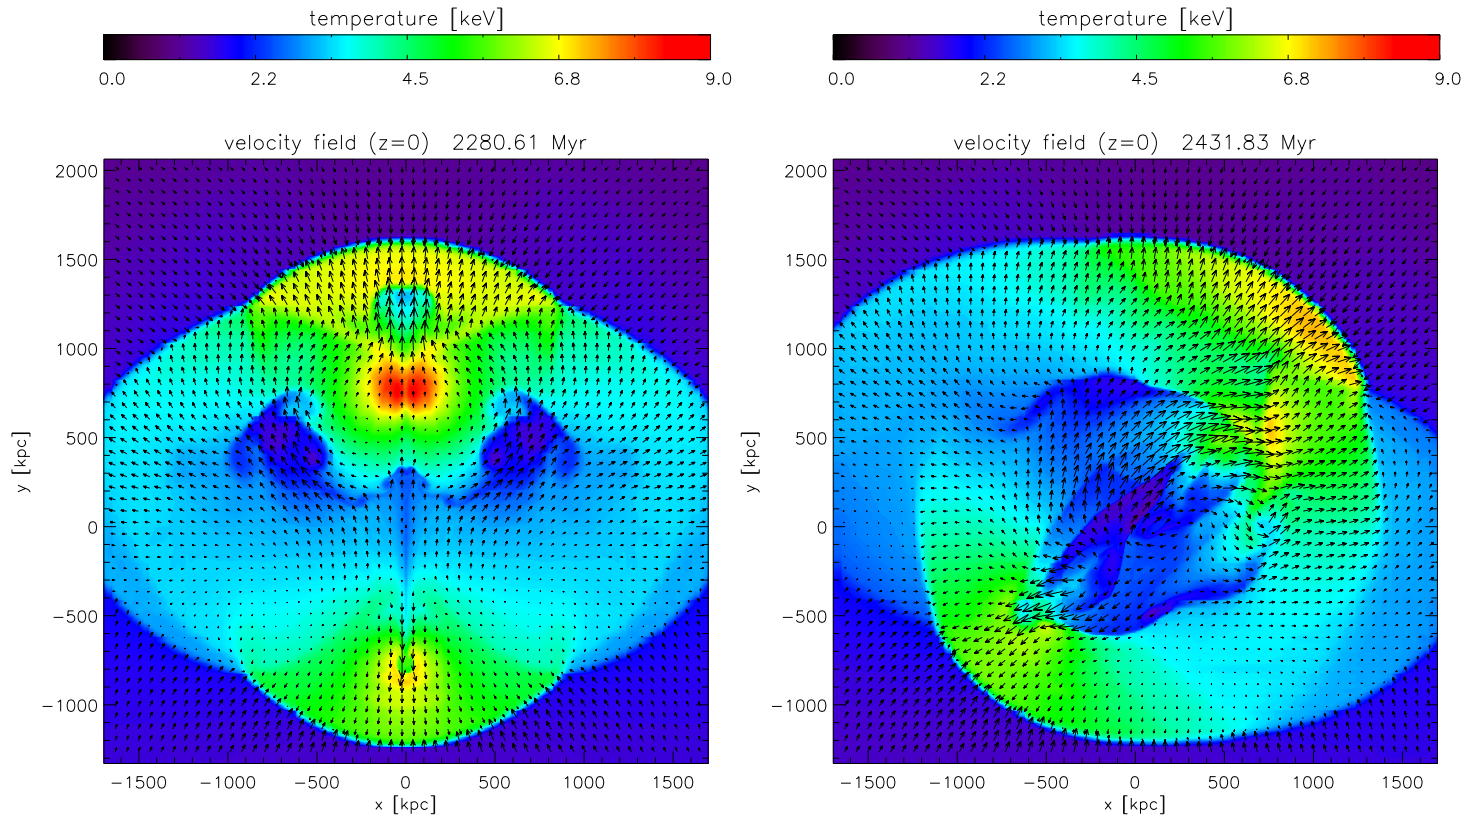 temperature [keV]
0.0 2.2 4.5 6.8 9.0
velocity field (z=0) 2280.61 Myr
2000
1500
1000
500
0
−500
−1000
y [kpc]
−1500 −1000 −500 0 500 1000 1500
x [kpc]
temperature [keV]
0.0 2.2 4.5 6.8 9.0
velocity field (z=0) 2431.83 Myr
2000
1500
1000
500
0
−500
−1000
y [kpc]
−1500 −1000 −500 0 500 1000 1500
x [kpc]